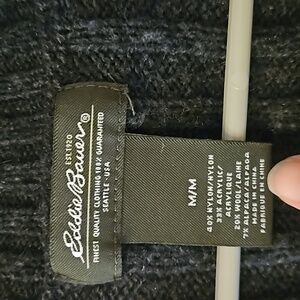 EST. 1920
Eddie Bauer®
FINEST QUALITY CLOTHING 100% GUARANTEED
SEATTLE · USA
M/M
40% NYLON/NYLON
33% ACRYLIC/
ACRYLIQUE
20% WOOL/LAINE
7% ALPACA/ALPAGA
MADE IN CHINA
FABRIQUE EN CHINE